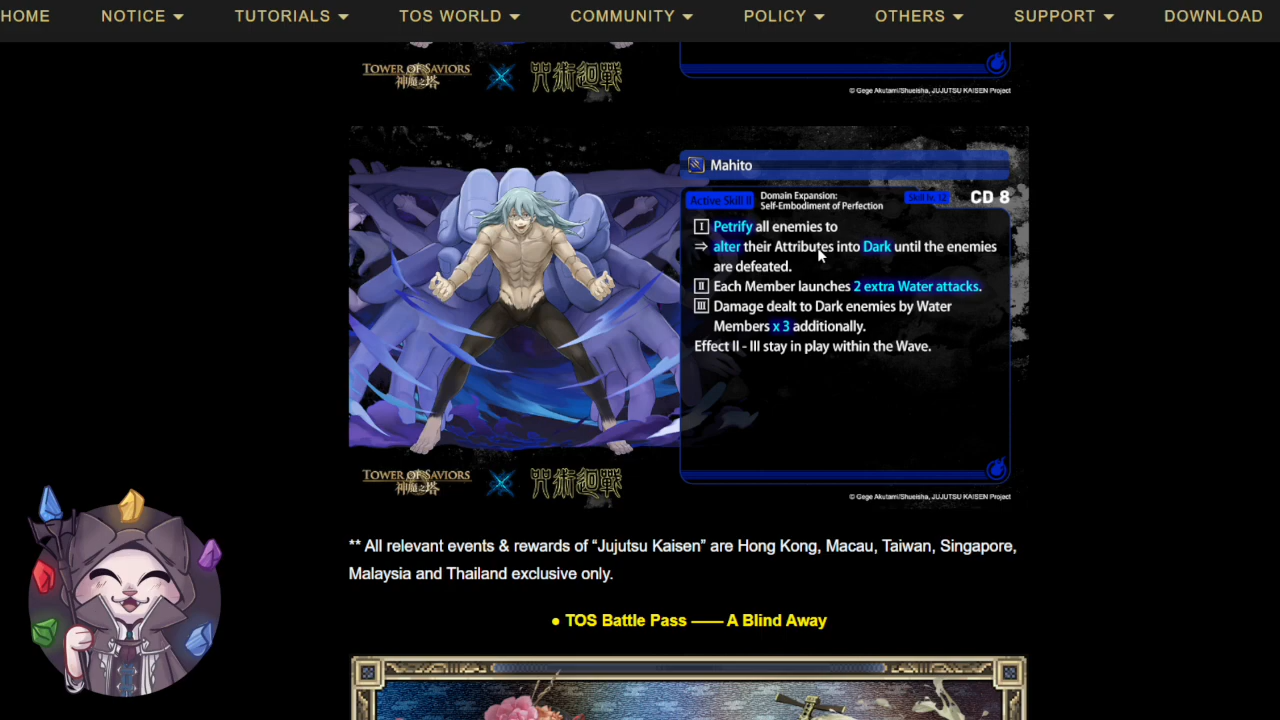 HOME NOTICE TUTORIALS TOS WORLD COMMUNITY POLICY OTHERS SUPPORT DOWNLOAD
TOWER OF SAVIORS
神魔之塔
咒術迴戰
© Gege Akutami/Shueisha, JUJUTSU KAISEN Project
Mahito
Active Skill II
Domain Expansion:
Self-Embodiment of Perfection
Skill lv. 12
CD 8
I Petrify all enemies to
⇒ alter their Attributes into Dark until the enemies
are defeated.
II Each Member launches 2 extra Water attacks.
III Damage dealt to Dark enemies by Water
Members x 3 additionally.
Effect II - III stay in play within the Wave.
TOWER OF SAVIORS
神魔之塔
咒術迴戰
© Gege Akutami/Shueisha, JUJUTSU KAISEN Project
** All relevant events & rewards of “Jujutsu Kaisen” are Hong Kong, Macau, Taiwan, Singapore,
Malaysia and Thailand exclusive only.
● TOS Battle Pass —— A Blind Away